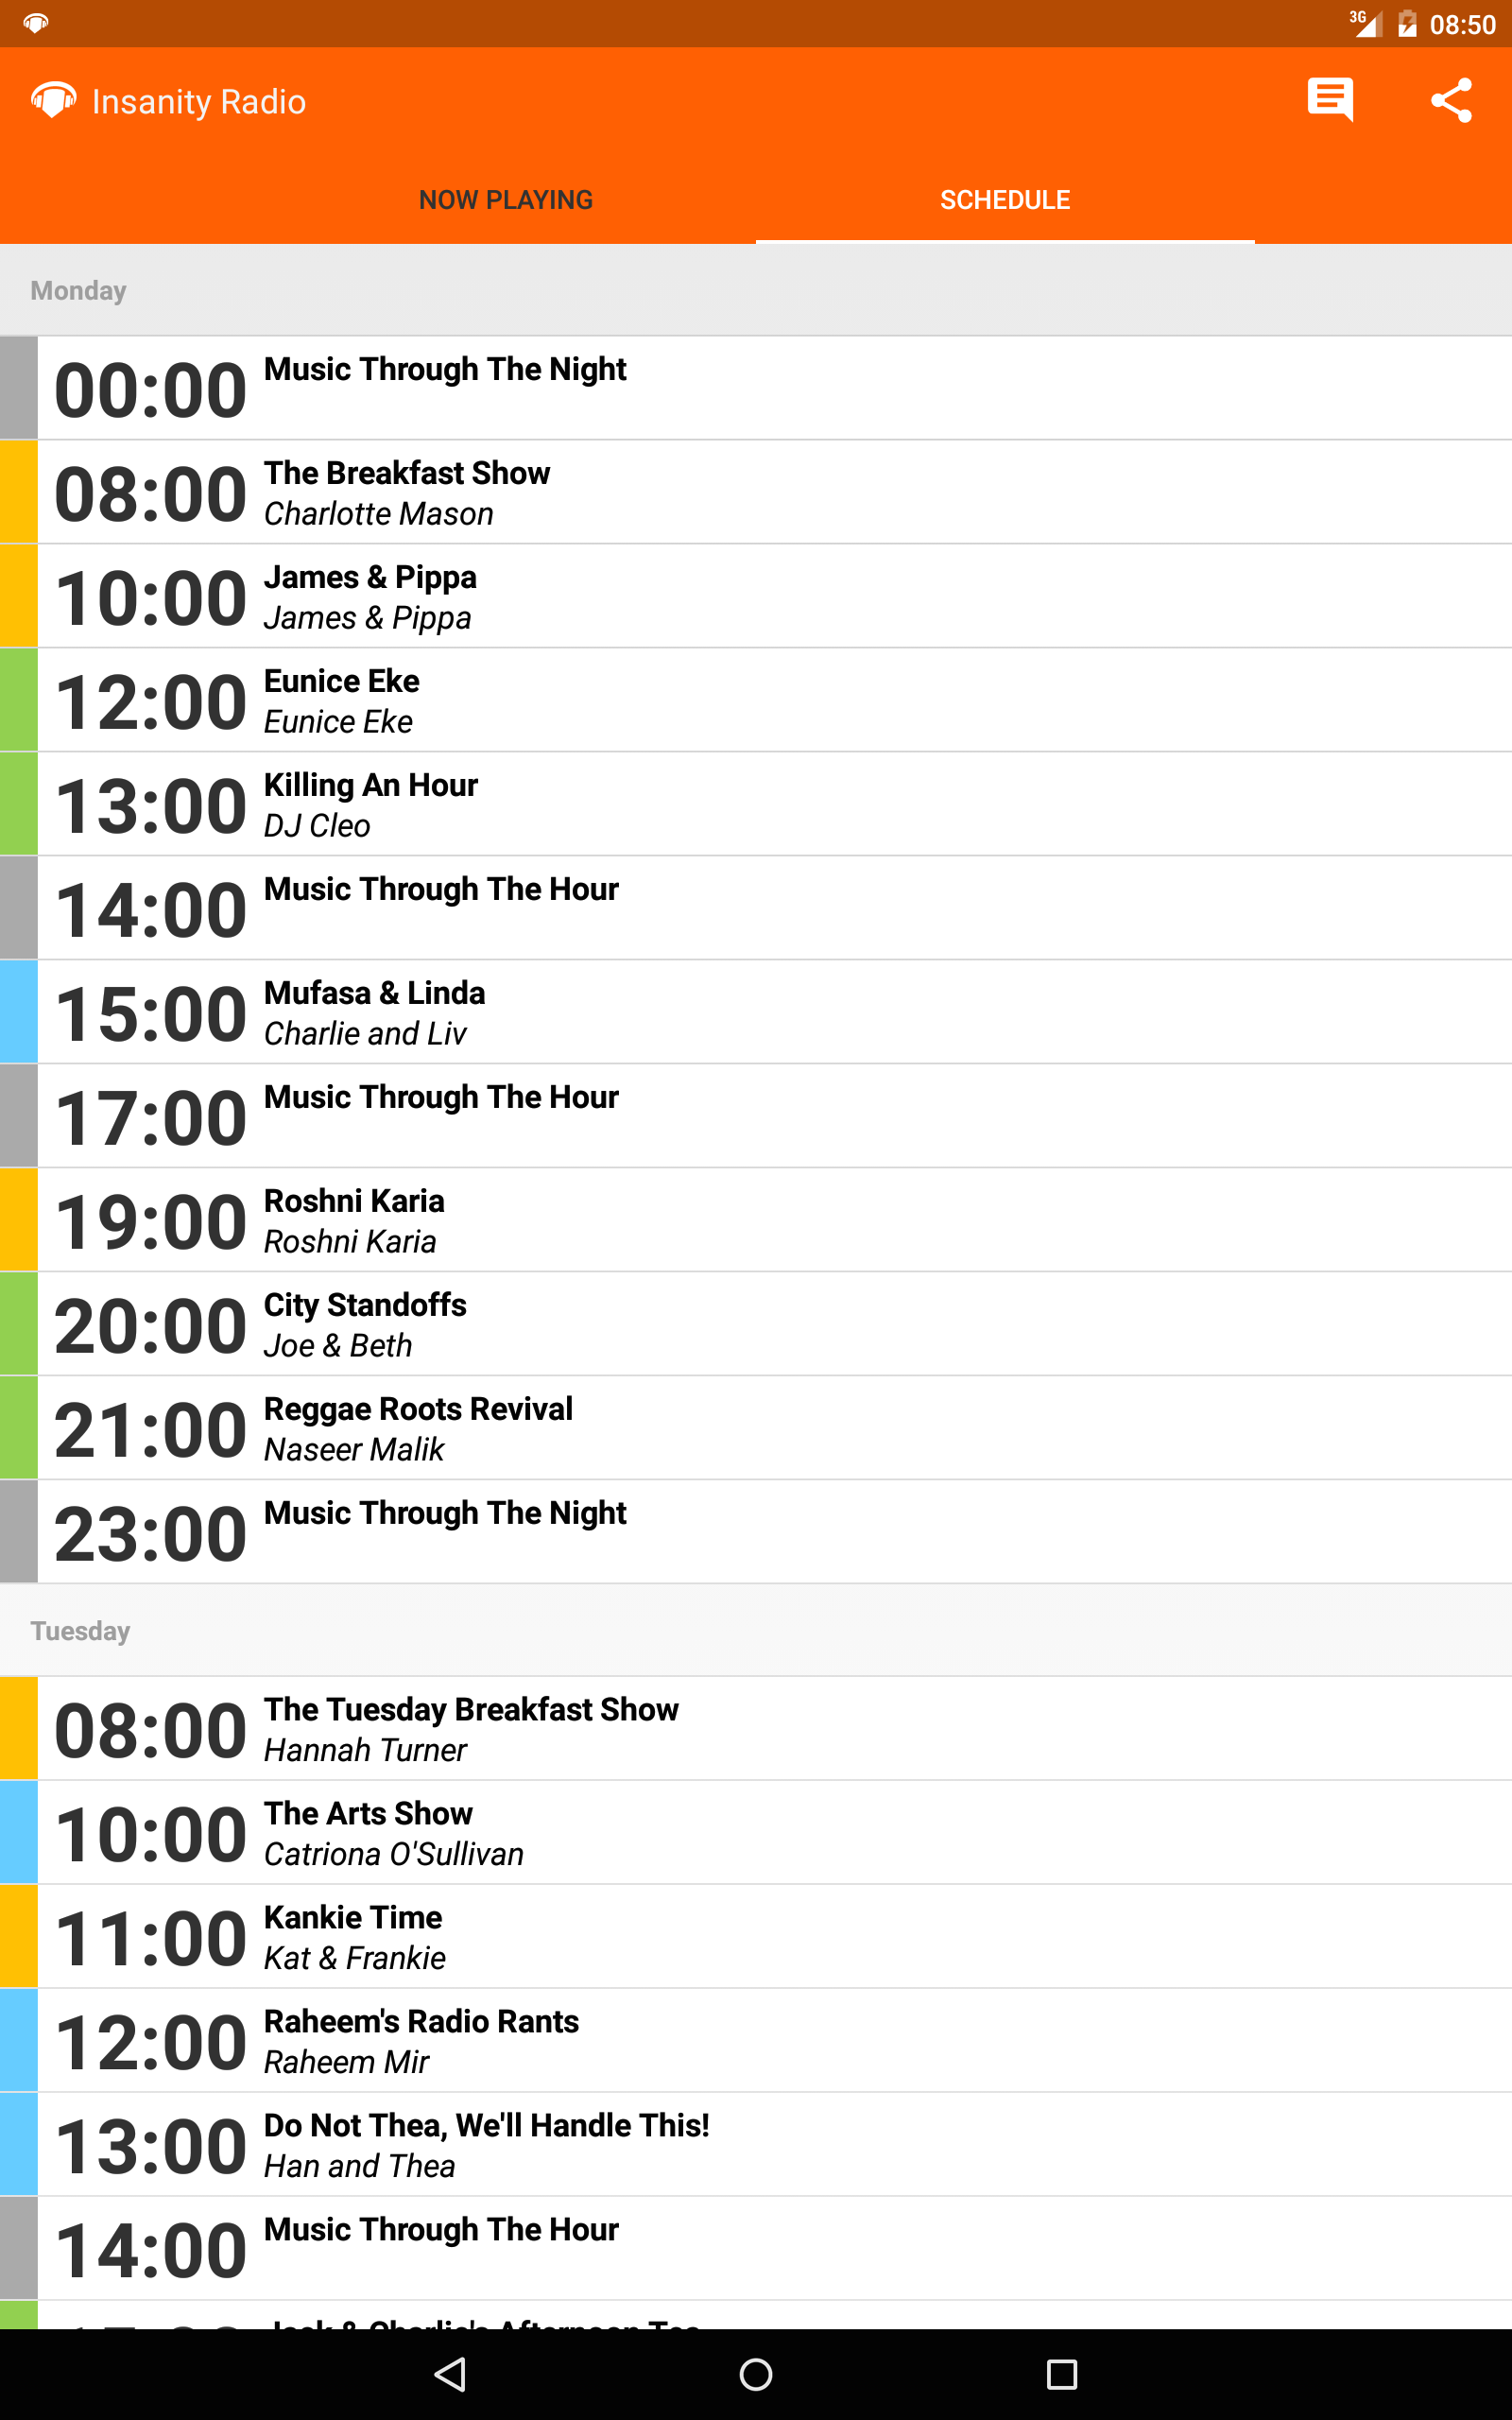 3G 08:50
Insanity Radio
NOW PLAYING SCHEDULE
Monday
00:00 Music Through The Night
08:00 The Breakfast Show
Charlotte Mason
10:00 James & Pippa
James & Pippa
12:00 Eunice Eke
Eunice Eke
13:00 Killing An Hour
DJ Cleo
14:00 Music Through The Hour
15:00 Mufasa & Linda
Charlie and Liv
17:00 Music Through The Hour
19:00 Roshni Karia
Roshni Karia
20:00 City Standoffs
Joe & Beth
21:00 Reggae Roots Revival
Naseer Malik
23:00 Music Through The Night
Tuesday
08:00 The Tuesday Breakfast Show
Hannah Turner
10:00 The Arts Show
Catriona O'Sullivan
11:00 Kankie Time
Kat & Frankie
12:00 Raheem's Radio Rants
Raheem Mir
13:00 Do Not Thea, We'll Handle This!
Han and Thea
14:00 Music Through The Hour
Jack & Charlie's Afternoon Tea